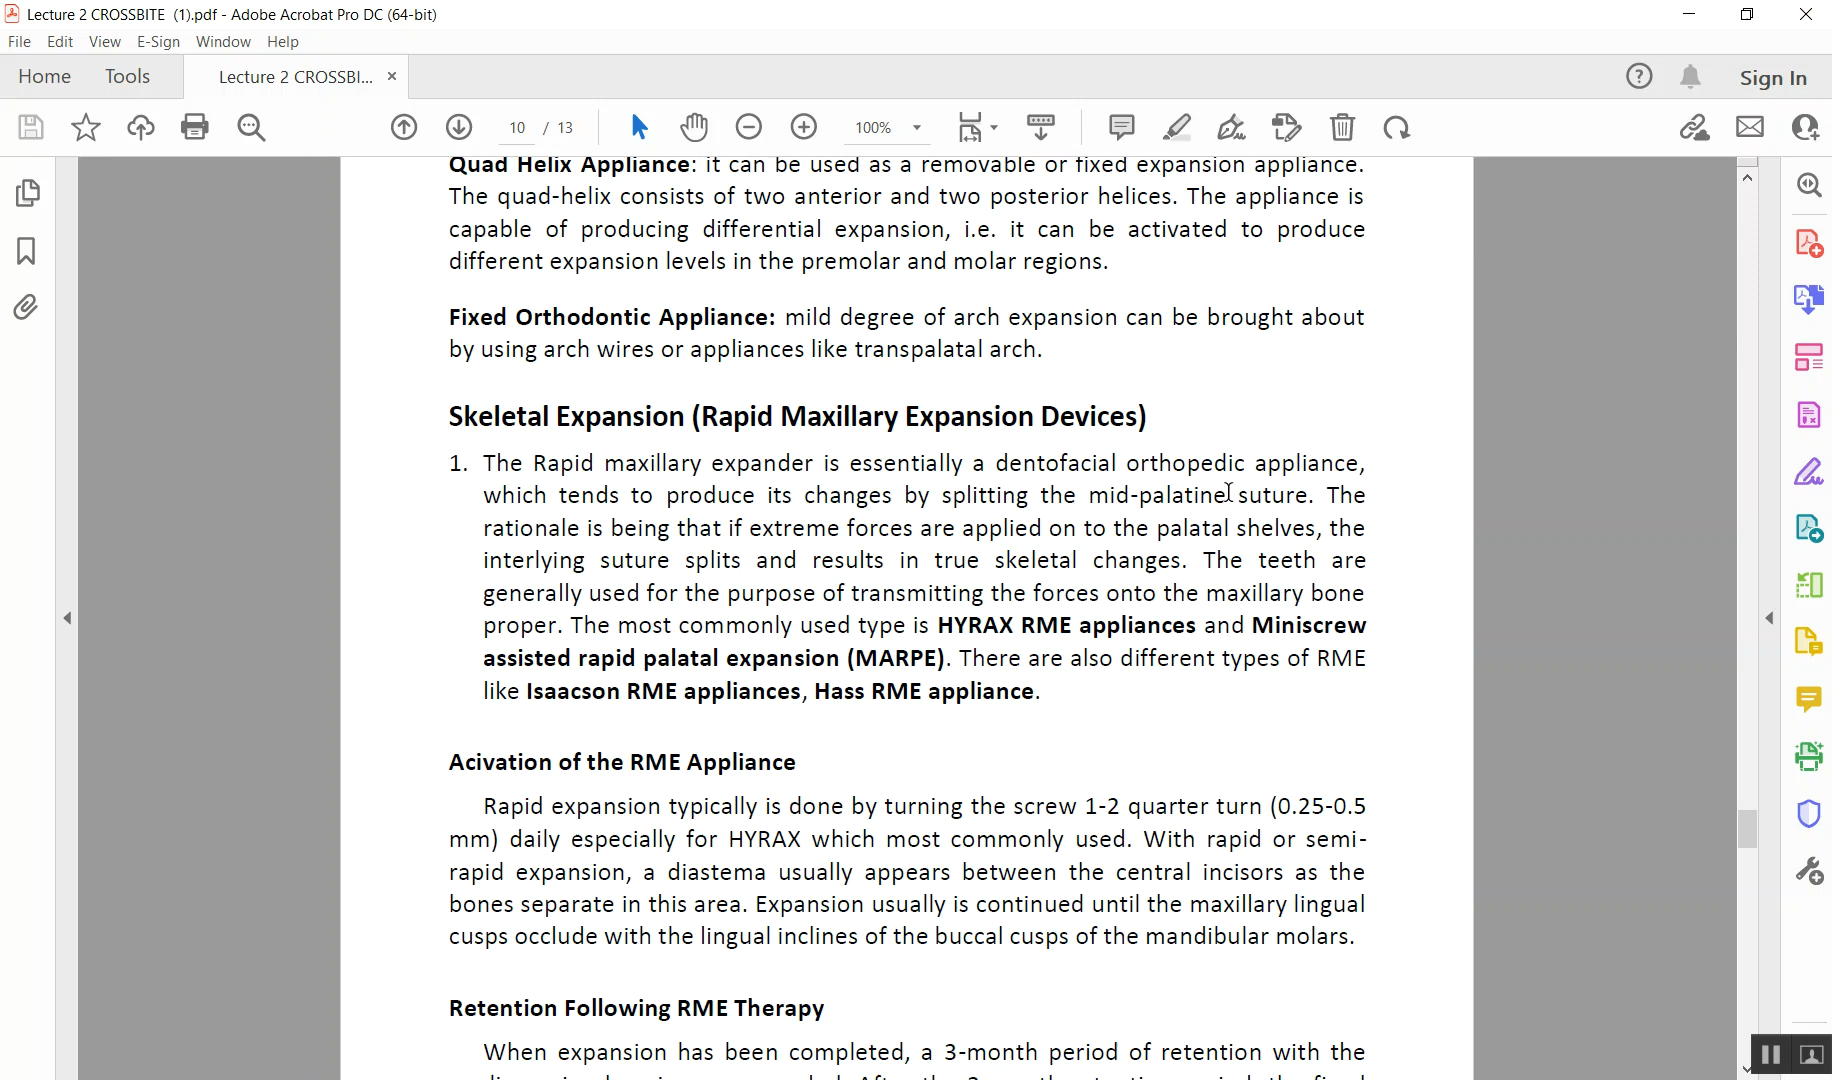 Lecture 2 CROSSBITE (1).pdf - Adobe Acrobat Pro DC (64-bit)
File Edit View E-Sign Window Help
Home Tools Lecture 2 CROSSBI... × Sign In
10 / 13 100%
Quad Helix Appliance: it can be used as a removable or fixed expansion appliance.
The quad-helix consists of two anterior and two posterior helices. The appliance is
capable of producing differential expansion, i.e. it can be activated to produce
different expansion levels in the premolar and molar regions.
Fixed Orthodontic Appliance: mild degree of arch expansion can be brought about
by using arch wires or appliances like transpalatal arch.
Skeletal Expansion (Rapid Maxillary Expansion Devices)
1. The Rapid maxillary expander is essentially a dentofacial orthopedic appliance,
which tends to produce its changes by splitting the mid-palatine suture. The
rationale is being that if extreme forces are applied on to the palatal shelves, the
interlying suture splits and results in true skeletal changes. The teeth are
generally used for the purpose of transmitting the forces onto the maxillary bone
proper. The most commonly used type is HYRAX RME appliances and Miniscrew
assisted rapid palatal expansion (MARPE). There are also different types of RME
like Isaacson RME appliances, Hass RME appliance.
Acivation of the RME Appliance
Rapid expansion typically is done by turning the screw 1-2 quarter turn (0.25-0.5
mm) daily especially for HYRAX which most commonly used. With rapid or semi-
rapid expansion, a diastema usually appears between the central incisors as the
bones separate in this area. Expansion usually is continued until the maxillary lingual
cusps occlude with the lingual inclines of the buccal cusps of the mandibular molars.
Retention Following RME Therapy
When expansion has been completed, a 3-month period of retention with the